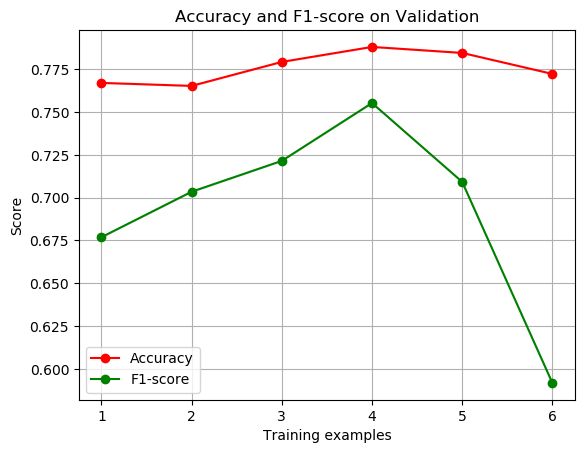 Accuracy and F1-score on Validation
Score
0.775
0.750
0.725
0.700
0.675
0.650
0.625
0.600
Accuracy
F1-score
1 2 3 4 5 6
Training examples